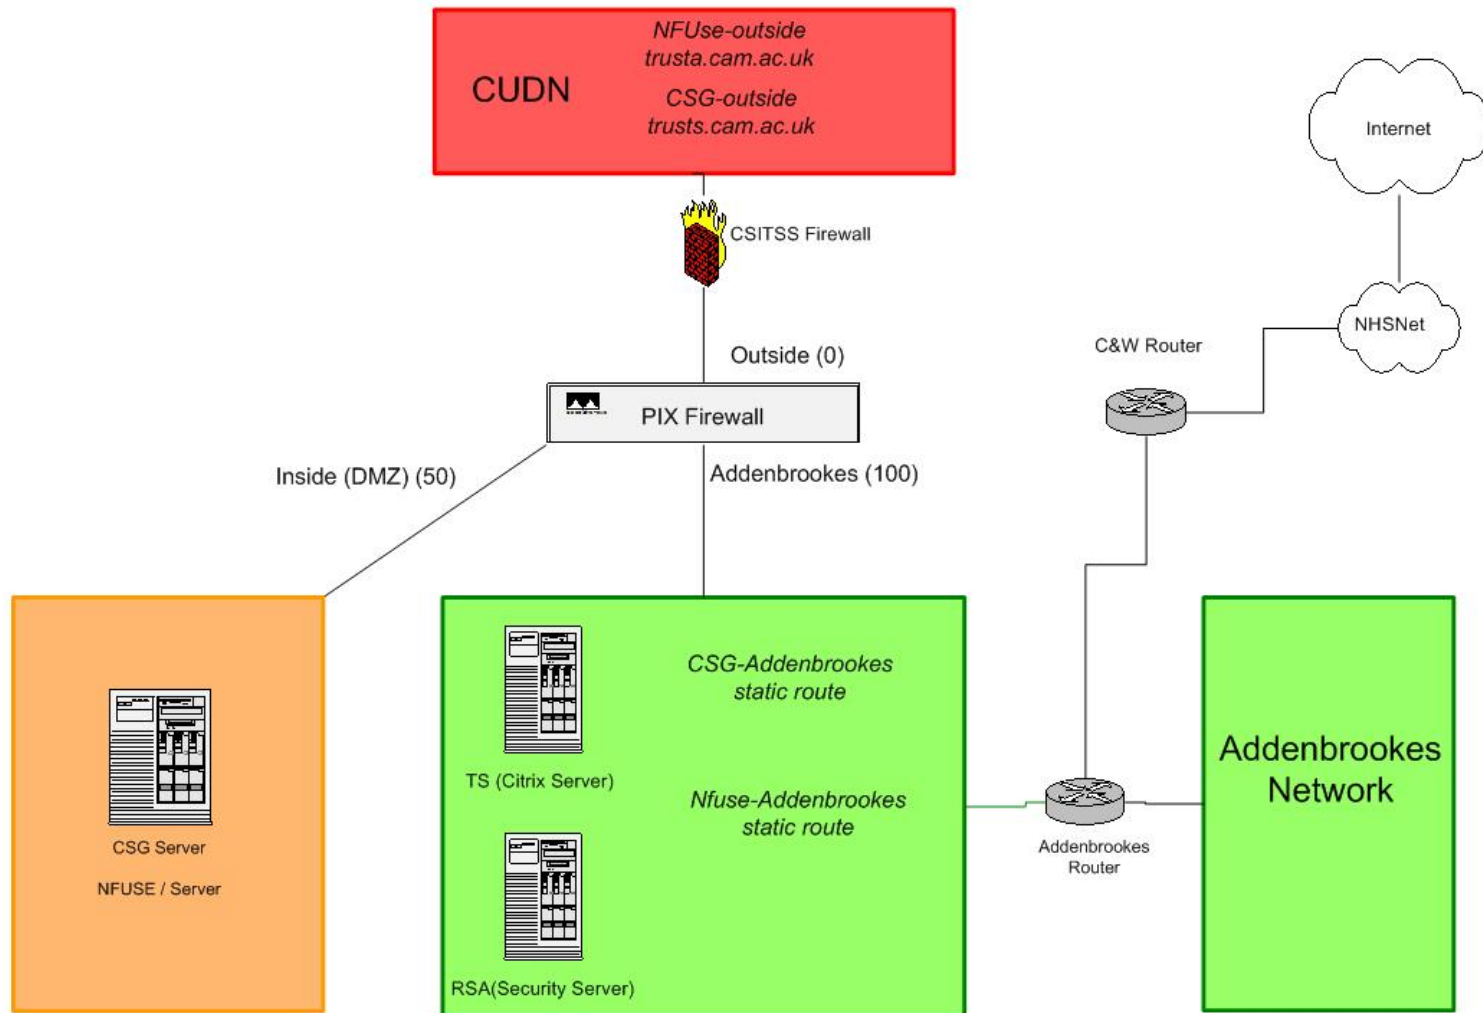 NFUse-outside
trusta.cam.ac.uk
CUDN
CSG-outside
trusts.cam.ac.uk
Internet
CSITSS Firewall
NHSNet
Outside (0)
C&W Router
PIX Firewall
Inside (DMZ) (50)
Addenbrookes (100)
CSG-Addenbrookes
static route
TS (Citrix Server)
Nfuse-Addenbrookes
static route
Addenbrookes
Network
CSG Server
NFUSE / Server
Addenbrookes
Router
RSA(Security Server)